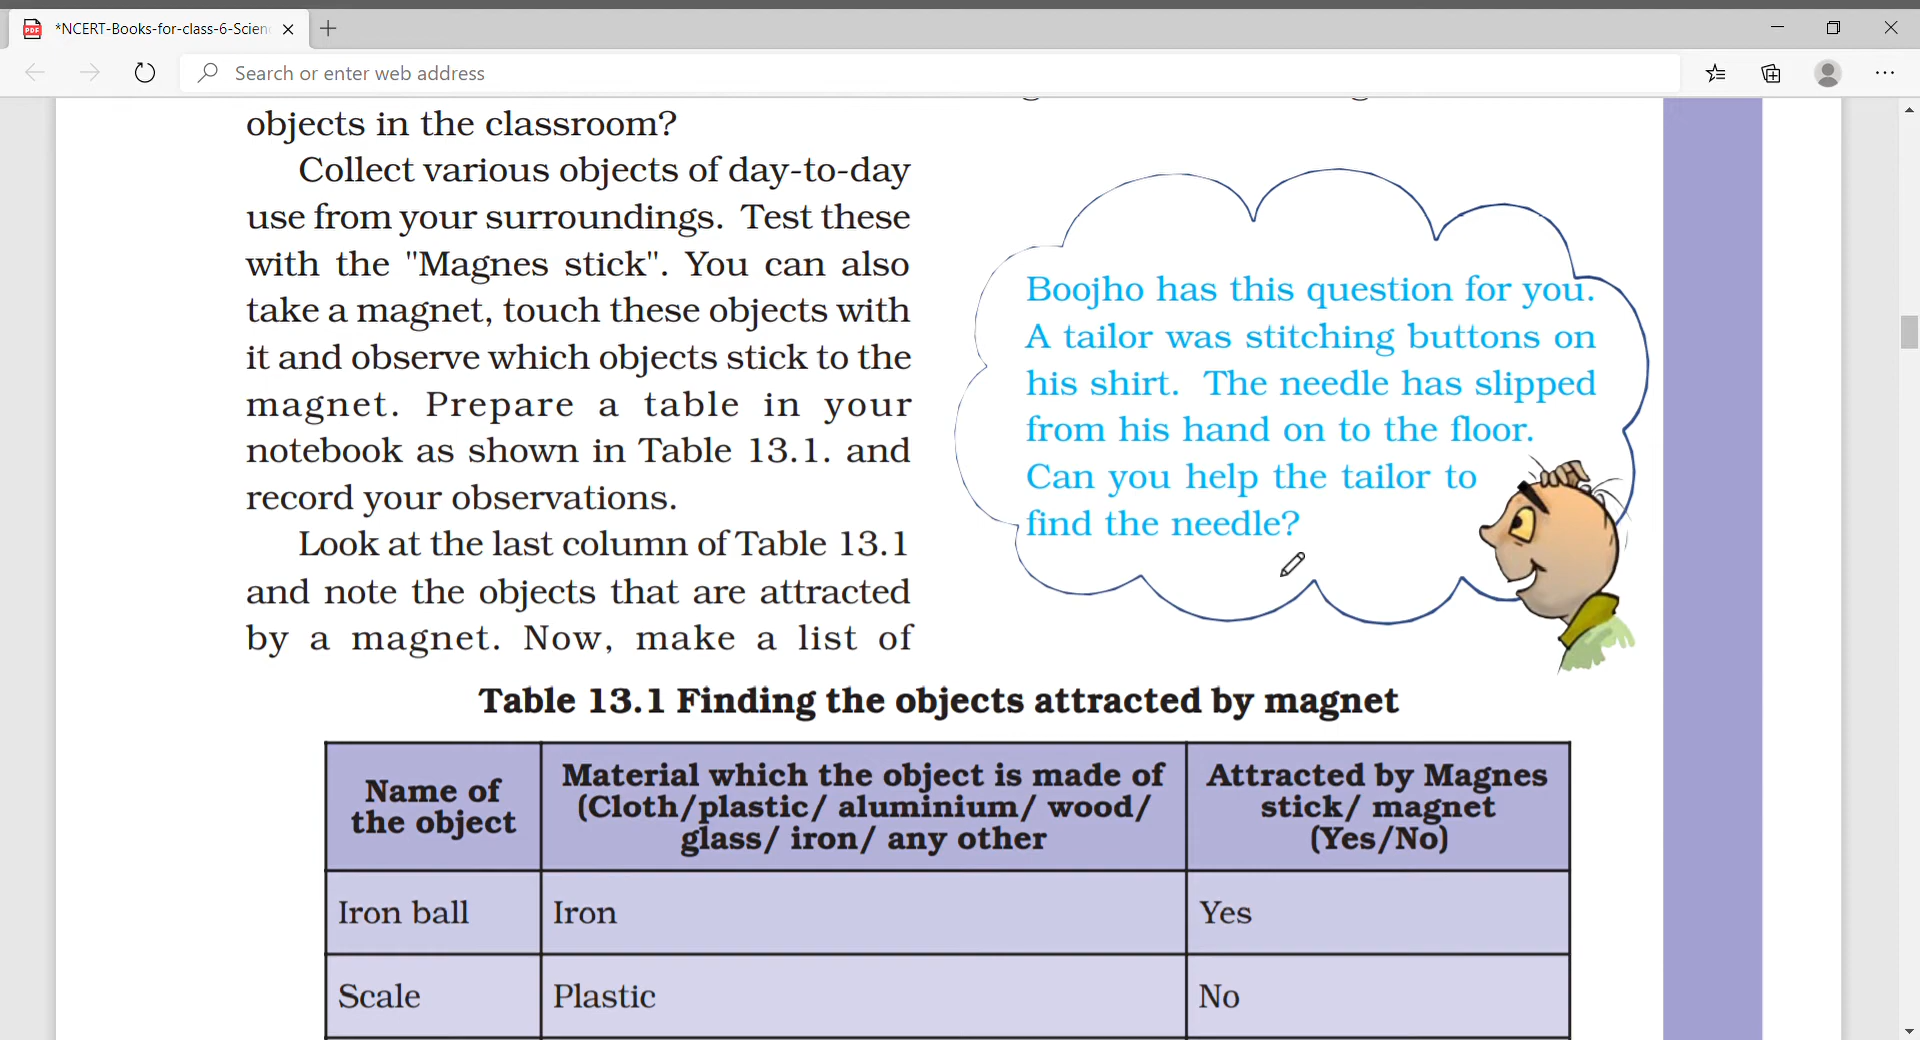 *NCERT-Books-for-class-6-Scien
Search or enter web address
objects in the classroom?
Collect various objects of day-to-day
use from your surroundings. Test these
with the "Magnes stick". You can also
take a magnet, touch these objects with
it and observe which objects stick to the
magnet. Prepare a table in your
notebook as shown in Table 13.1. and
record your observations.
Look at the last column of Table 13.1
and note the objects that are attracted
by a magnet. Now, make a list of
Boojho has this question for you.
A tailor was stitching buttons on
his shirt. The needle has slipped
from his hand on to the floor.
Can you help the tailor to
find the needle?
Table 13.1 Finding the objects attracted by magnet
Name of
the object
Material which the object is made of
(Cloth/plastic/ aluminium/ wood/
glass/ iron/ any other
Attracted by Magnes
stick/ magnet
(Yes/No)
Iron ball
Iron
Yes
Scale
Plastic
No